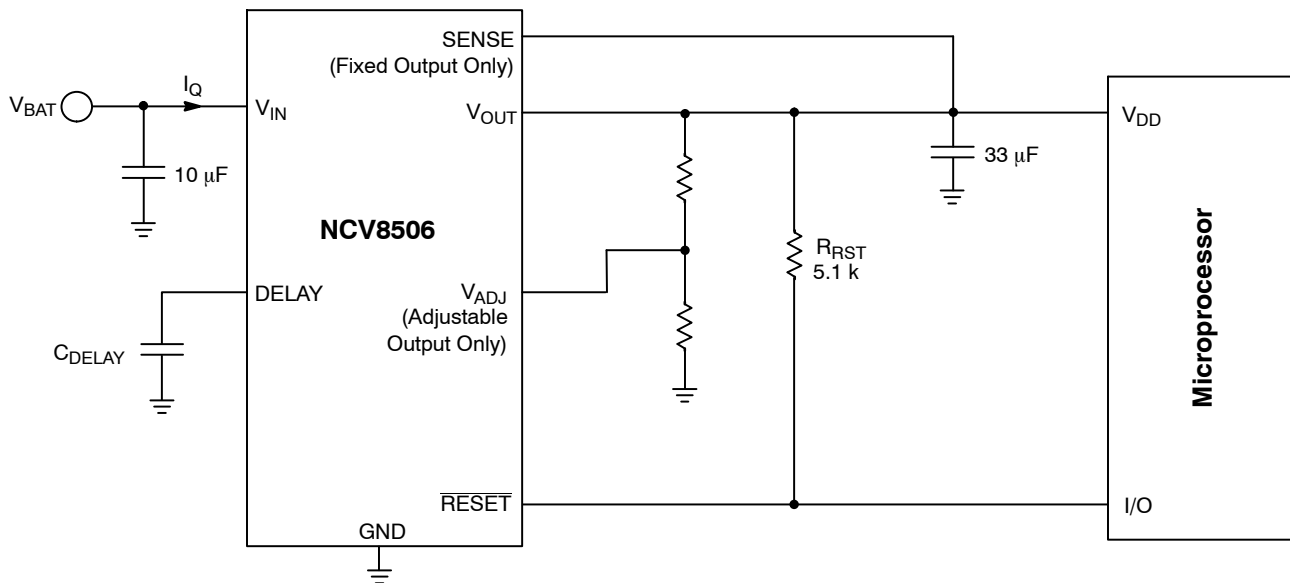 SENSE
(Fixed Output Only)
V_BAT
I_Q
V_IN
V_OUT
V_DD
10 μF
33 μF
NCV8506
R_RST
5.1 k
DELAY
V_ADJ
(Adjustable
Output Only)
C_DELAY
Microprocessor
RESET
I/O
GND